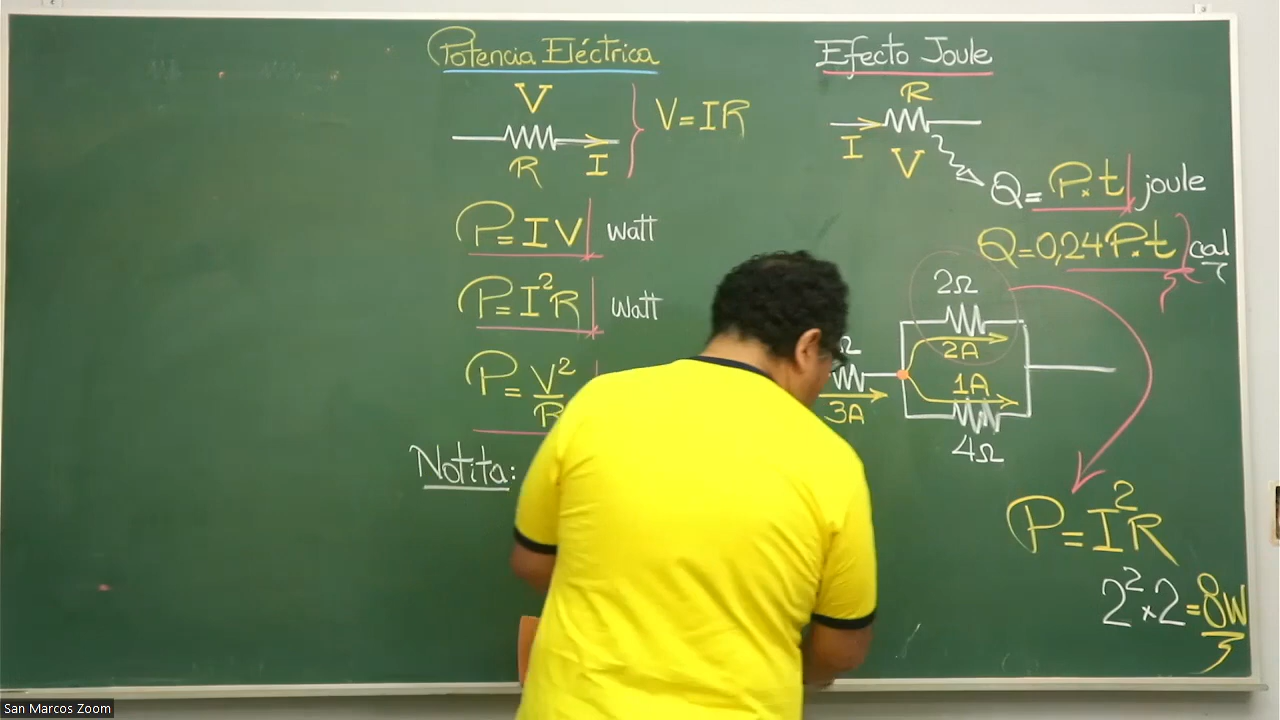 Potencia Eléctrica
V
R
I
V=IR
P=IV watt
P=I²R watt
P=V²/R
Notita:
Efecto Joule
R
I
V
Q=P.t joule
Q=0,24P.t cal
2Ω
2A
1A
3A
4Ω
P=I²R
2²×2=8W
San Marcos Zoom